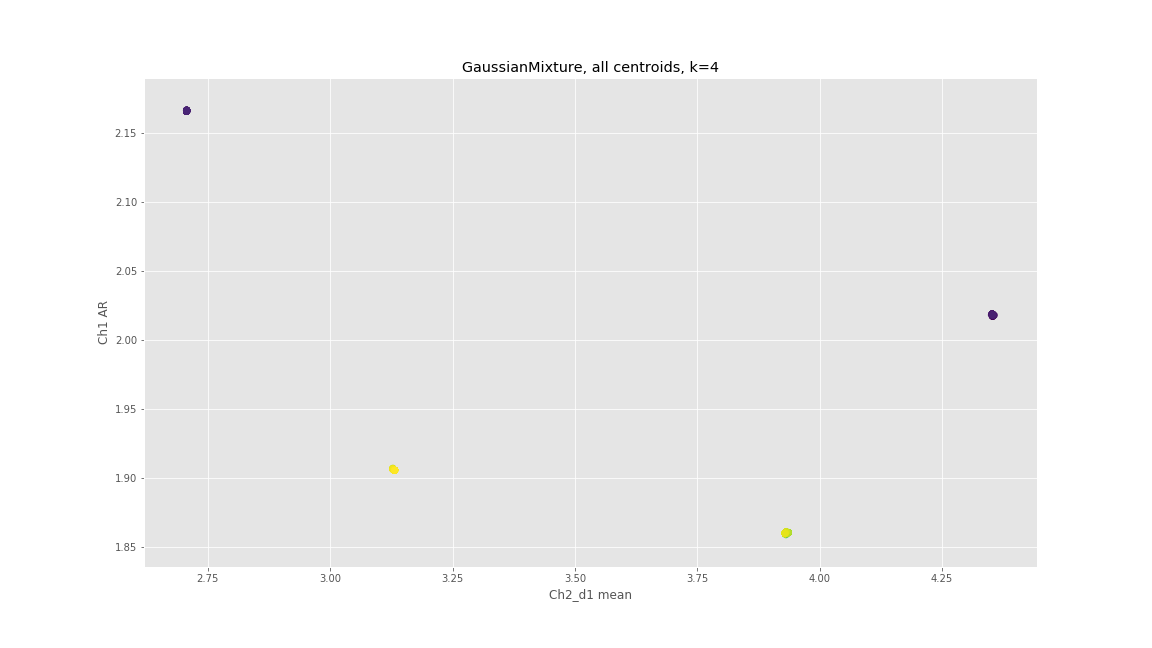 GaussianMixture, all centroids, k=4
2.15
2.10
2.05
2.00
1.95
1.90
1.85
Ch1 AR
2.75 3.00 3.25 3.50 3.75 4.00 4.25
Ch2_d1 mean